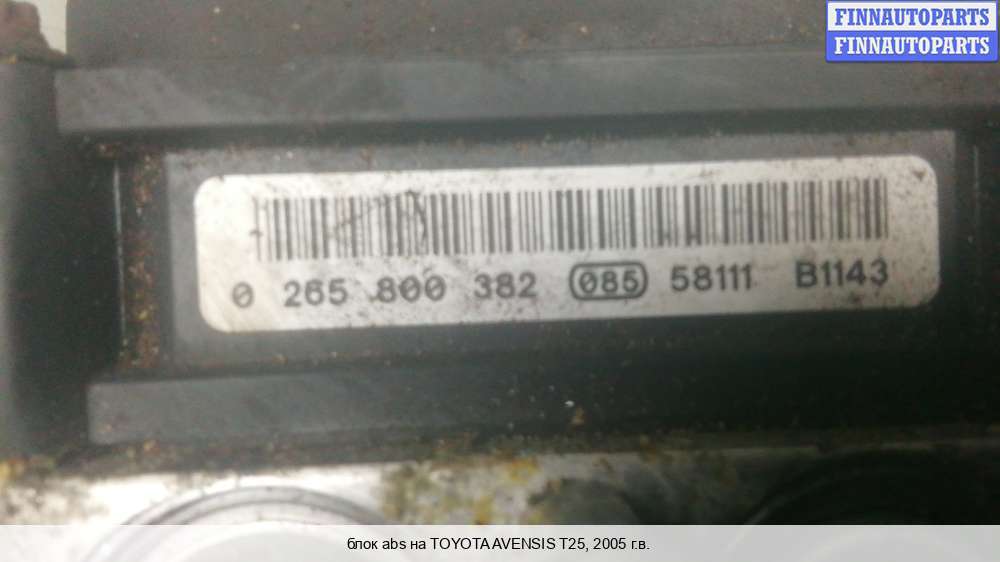 FINNAUTOPARTS
FINNAUTOPARTS
0 265 800 382 085 58111 B1143
блок abs на TOYOTA AVENSIS T25, 2005 г.в.